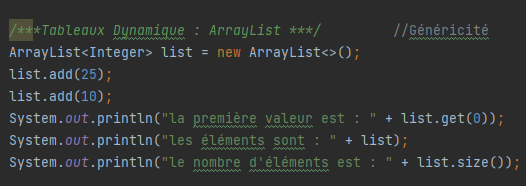 /***Tableaux Dynamique : ArrayList ***/ //Généricité
ArrayList<Integer> list = new ArrayList<>();
list.add(25);
list.add(10);
System.out.println("la première valeur est : " + list.get(0));
System.out.println("les éléments sont : " + list);
System.out.println("le nombre d'éléments est : " + list.size());